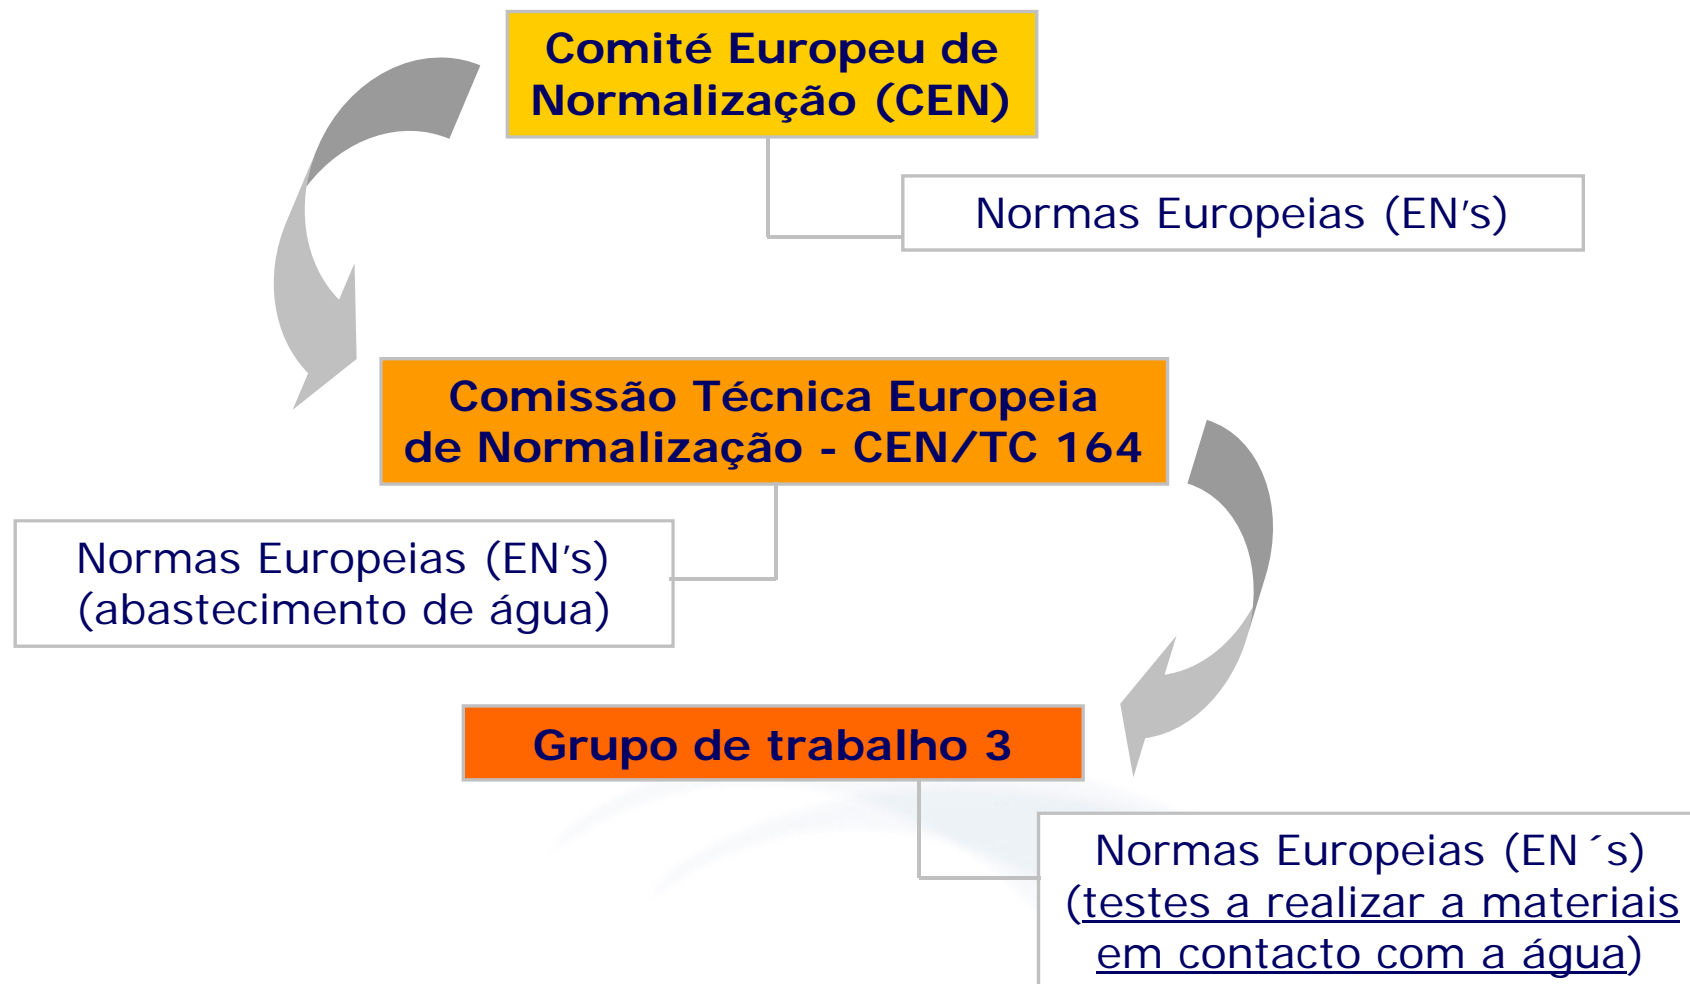 Comité Europeu de
Normalização (CEN)
Normas Europeias (EN's)
Comissão Técnica Europeia
de Normalização - CEN/TC 164
Normas Europeias (EN's)
(abastecimento de água)
Grupo de trabalho 3
Normas Europeias (EN´s)
(testes a realizar a materiais
em contacto com a água)